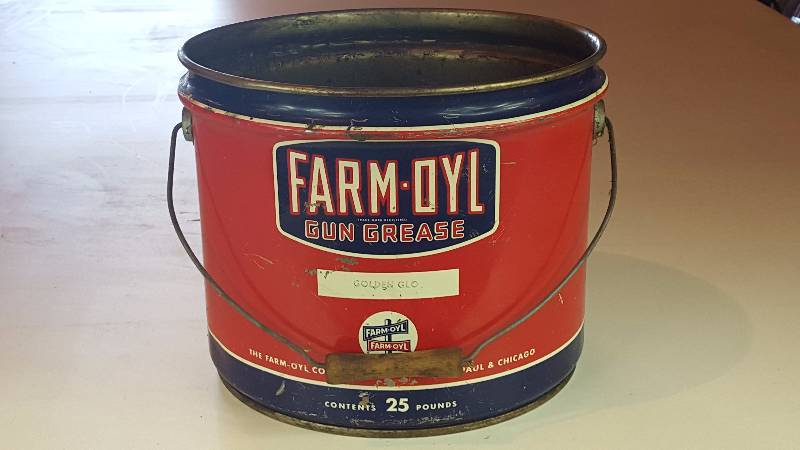 FARM·OYL
TRADE MARK REGISTERED
GUN GREASE
GOLDEN GLO
FARM-OYL
FARM-OYL
THE FARM-OYL CO PAUL & CHICAGO
CONTENTS 25 POUNDS